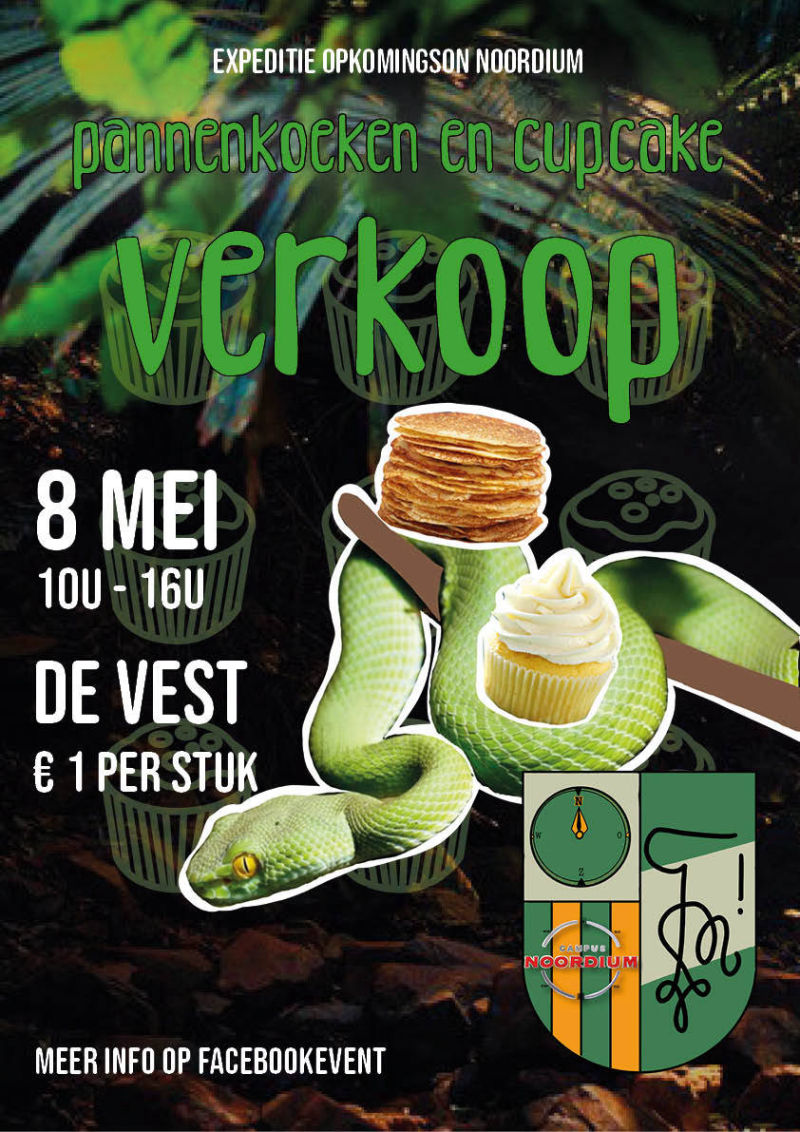 EXPEDITIE OPKOMINGSON NOORDIUM
pannenkoeken en cupcake
verkoop
8 MEI
10U - 16U
DE VEST
€ 1 PER STUK
N
W O
Z
CAMPUS
NOORDIUM
MEER INFO OP FACEBOOKEVENT